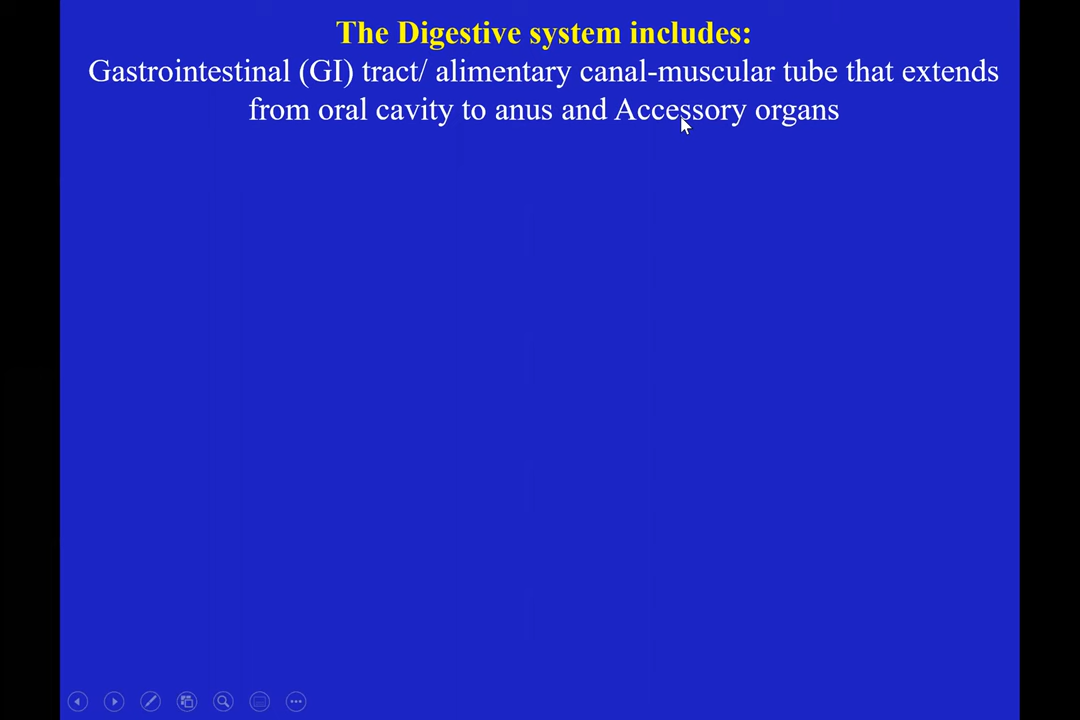 The Digestive system includes:
Gastrointestinal (GI) tract/ alimentary canal-muscular tube that extends
from oral cavity to anus and Accessory organs